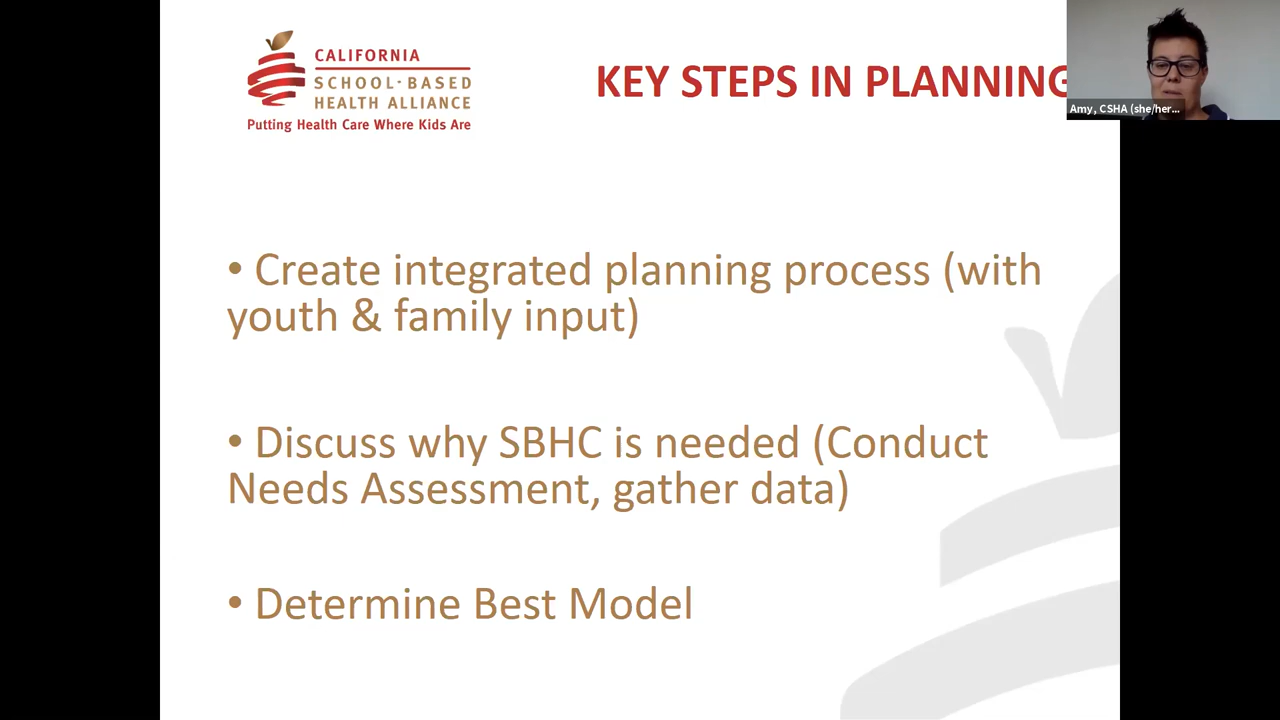 CALIFORNIA
SCHOOL-BASED
HEALTH ALLIANCE
Putting Health Care Where Kids Are
KEY STEPS IN PLANNING
Amy, CSHA (she/her...
• Create integrated planning process (with
youth & family input)
• Discuss why SBHC is needed (Conduct
Needs Assessment, gather data)
• Determine Best Model